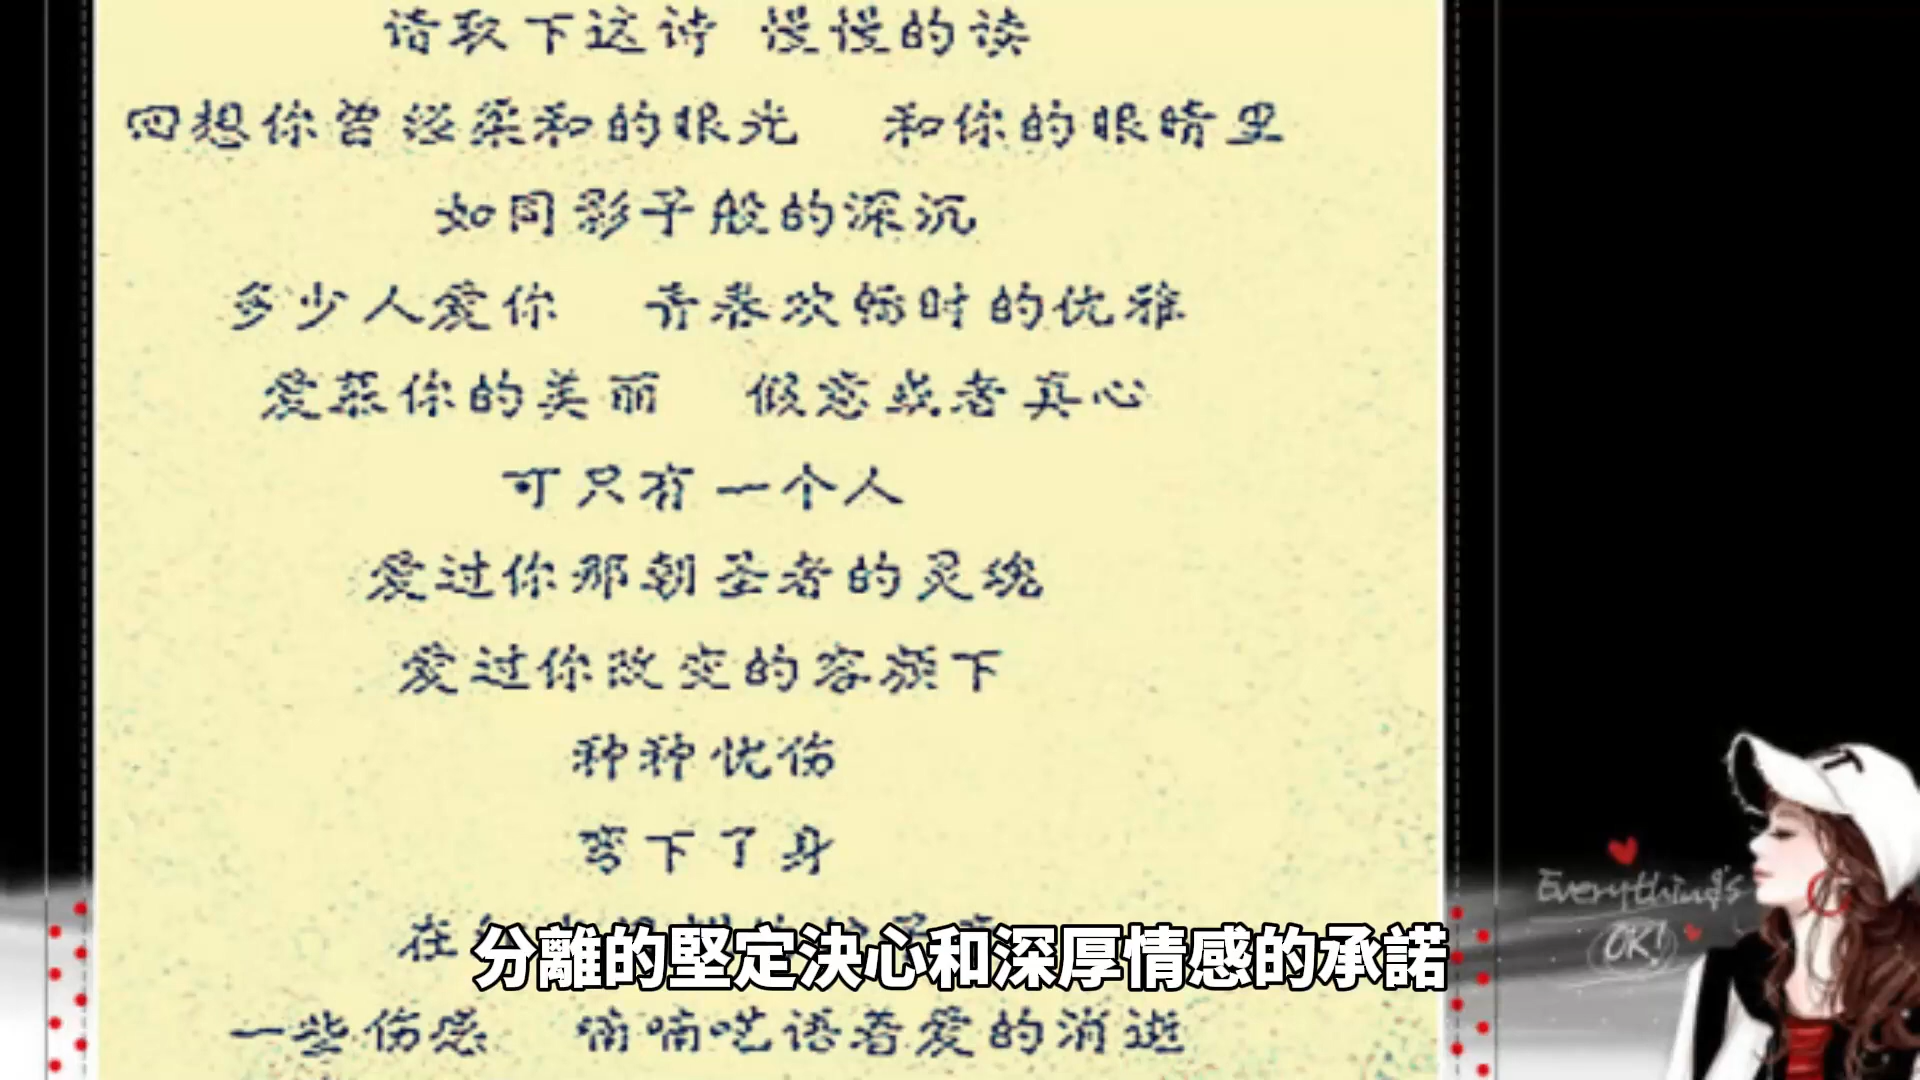 请取下这诗 慢慢的读
回想你曾经柔和的眼光 和你的眼睛里
如同影子般的深沉
多少人爱你 青春欢畅时的优雅
爱慕你的美丽 假意或者真心
可只有一个人
爱过你那朝圣者的灵魂
爱过你改变的容颜下
种种忧伤
弯下了身
在
分離的堅定決心和深厚情感的承諾
一些伤感 喃喃呓语着爱的消逝
Everything's
OK!